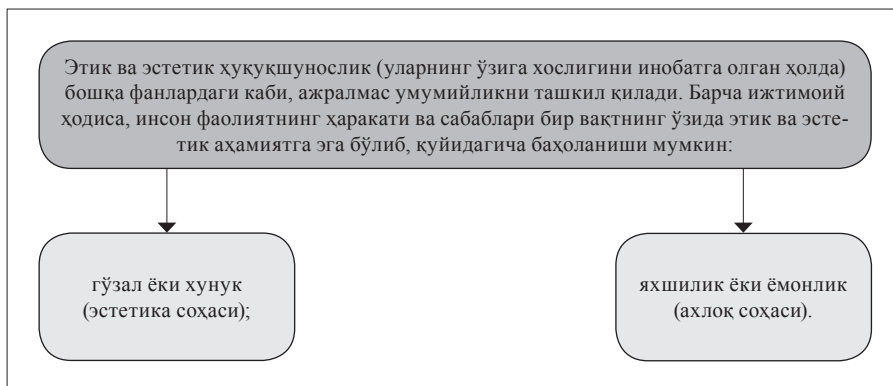 Этик ва эстетик ҳуқуқшунослик (уларнинг ўзига хослигини инобатга олган ҳолда)
бошқа фанлардаги каби, ажралмас умумийликни ташкил қилади. Барча ижтимоий
ҳодиса, инсон фаолиятнинг ҳаракати ва сабаблари бир вақтнинг ўзида этик ва эсте-
тик аҳамиятга эга бўлиб, қуйидагича баҳоланиши мумкин:
гўзал ёки хунук
(эстетика соҳаси);
яхшилик ёки ёмонлик
(ахлоқ соҳаси).